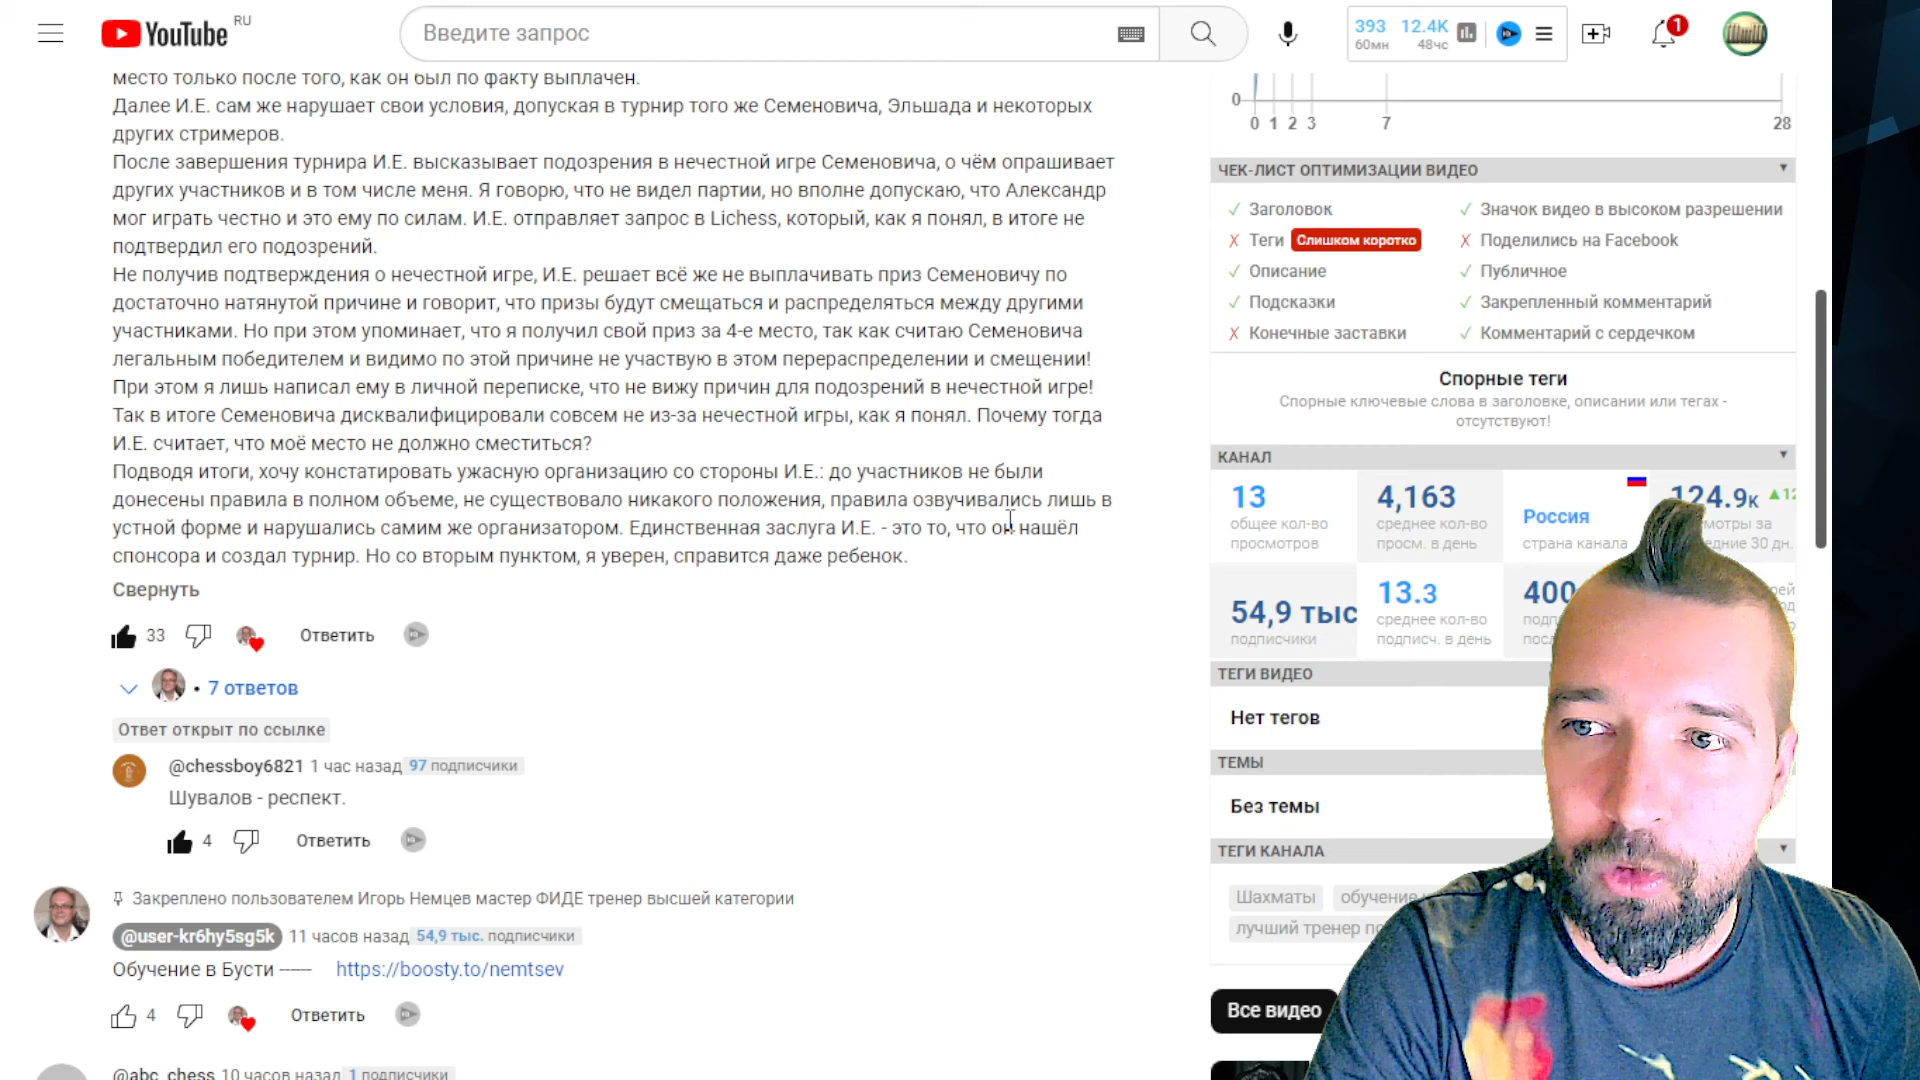 YouTube RU
Введите запрос
393 12.4K
60мн 48чс
1
место только после того, как он был по факту выплачен.
Далее И.Е. сам же нарушает свои условия, допуская в турнир того же Семеновича, Эльшада и некоторых
других стримеров.
После завершения турнира И.Е. высказывает подозрения в нечестной игре Семеновича, о чём опрашивает
других участников и в том числе меня. Я говорю, что не видел партии, но вполне допускаю, что Александр
мог играть честно и это ему по силам. И.Е. отправляет запрос в Lichess, который, как я понял, в итоге не
подтвердил его подозрений.
Не получив подтверждения о нечестной игре, И.Е. решает всё же не выплачивать приз Семеновичу по
достаточно натянутой причине и говорит, что призы будут смещаться и распределяться между другими
участниками. Но при этом упоминает, что я получил свой приз за 4-е место, так как считаю Семеновича
легальным победителем и видимо по этой причине не участвую в этом перераспределении и смещении!
При этом я лишь написал ему в личной переписке, что не вижу причин для подозрений в нечестной игре!
Так в итоге Семеновича дисквалифицировали совсем не из-за нечестной игры, как я понял. Почему тогда
И.Е. считает, что моё место не должно сместиться?
Подводя итоги, хочу констатировать ужасную организацию со стороны И.Е.: до участников не были
донесены правила в полном объеме, не существовало никакого положения, правила озвучивались лишь в
устной форме и нарушались самим же организатором. Единственная заслуга И.Е. - это то, что он нашёл
спонсора и создал турнир. Но со вторым пунктом, я уверен, справится даже ребенок.
Свернуть
33 Ответить
• 7 ответов
Ответ открыт по ссылке
@chessboy6821 1 час назад 97 подписчики
Шувалов - респект.
4 Ответить
Закреплено пользователем Игорь Немцев мастер ФИДЕ тренер высшей категории
@user-kr6hy5sg5k 11 часов назад 54,9 тыс. подписчики
Обучение в Бусти ------ https://boosty.to/nemtsev
4 Ответить
@abc_chess 10 часов назад 1 подписчики
0
0 1 2 3 7 28
ЧЕК-ЛИСТ ОПТИМИЗАЦИИ ВИДЕО
✓ Заголовок ✓ Значок видео в высоком разрешении
✗ Теги Слишком коротко ✗ Поделились на Facebook
✓ Описание ✓ Публичное
✓ Подсказки ✓ Закрепленный комментарий
✗ Конечные заставки ✓ Комментарий с сердечком
Спорные теги
Спорные ключевые слова в заголовке, описании или тегах -
отсутствуют!
КАНАЛ
13 4,163 Россия 124.9к ▲12
общее кол-во среднее кол-во
просмотров просм. в день страна канала 30 дн.
54,9 тыс 13.3 400
подписчики среднее кол-во
подписч. в день
ТЕГИ ВИДЕО
Нет тегов
ТЕМЫ
Без темы
ТЕГИ КАНАЛА
Шахматы обучение
лучший тренер
Все видео